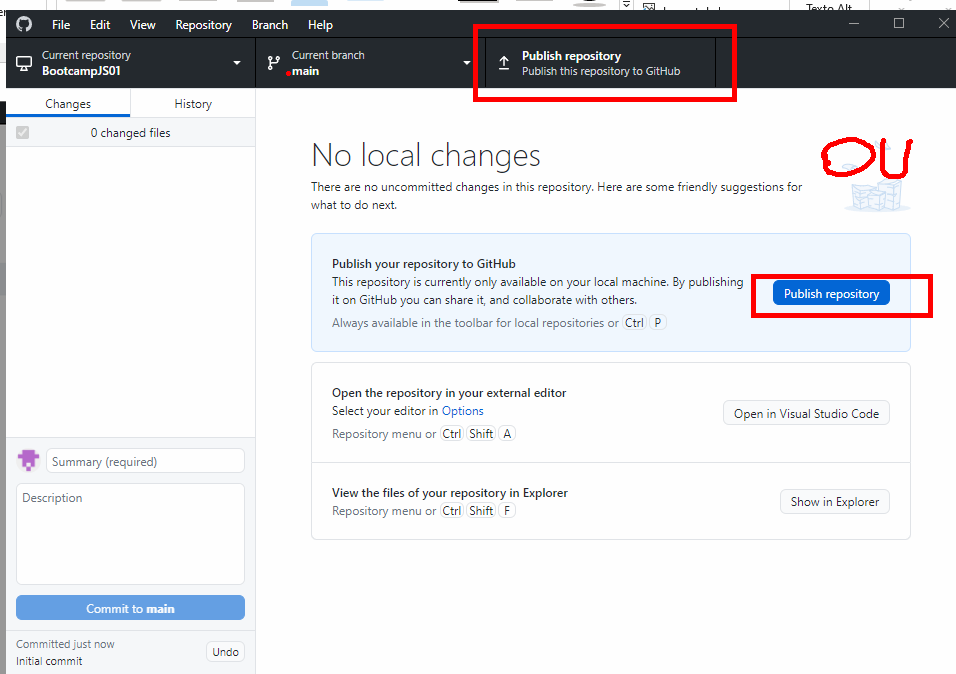 Texto Alt
File Edit View Repository Branch Help
Current repository
BootcampJS01
Current branch
main
Publish repository
Publish this repository to GitHub
Changes History
0 changed files
No local changes
OU
There are no uncommitted changes in this repository. Here are some friendly suggestions for
what to do next.
Publish your repository to GitHub
This repository is currently only available on your local machine. By publishing
it on GitHub you can share it, and collaborate with others.
Always available in the toolbar for local repositories or Ctrl P
Publish repository
Open the repository in your external editor
Select your editor in Options
Repository menu or Ctrl Shift A
Open in Visual Studio Code
View the files of your repository in Explorer
Repository menu or Ctrl Shift F
Show in Explorer
Summary (required)
Description
Commit to main
Committed just now
Initial commit
Undo